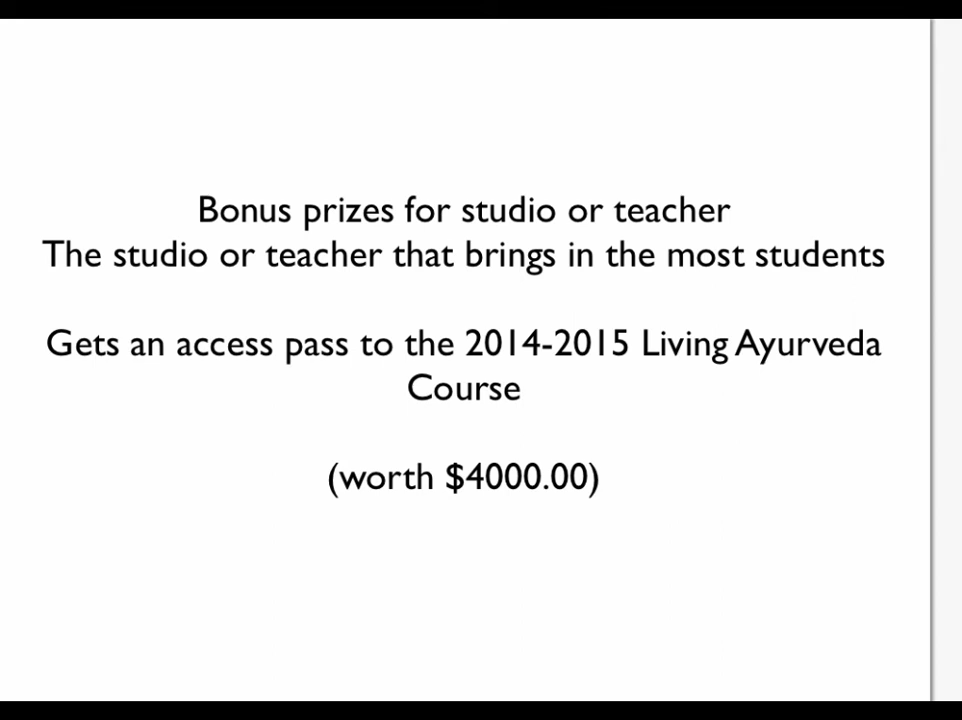 Bonus prizes for studio or teacher
The studio or teacher that brings in the most students
Gets an access pass to the 2014-2015 Living Ayurveda
Course
(worth $4000.00)